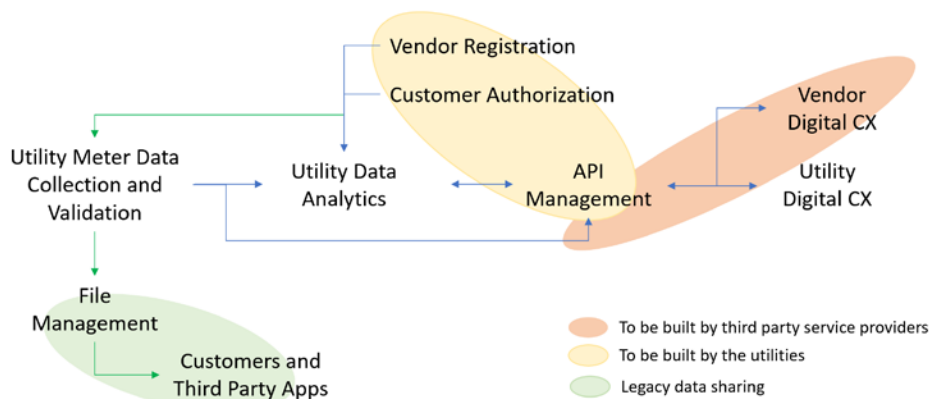 Vendor Registration
Customer Authorization
Vendor
Digital CX
Utility Meter Data
Collection and
Validation
Utility Data
Analytics
API
Management
Utility
Digital CX
File
Management
Customers and
Third Party Apps
To be built by third party service providers
To be built by the utilities
Legacy data sharing